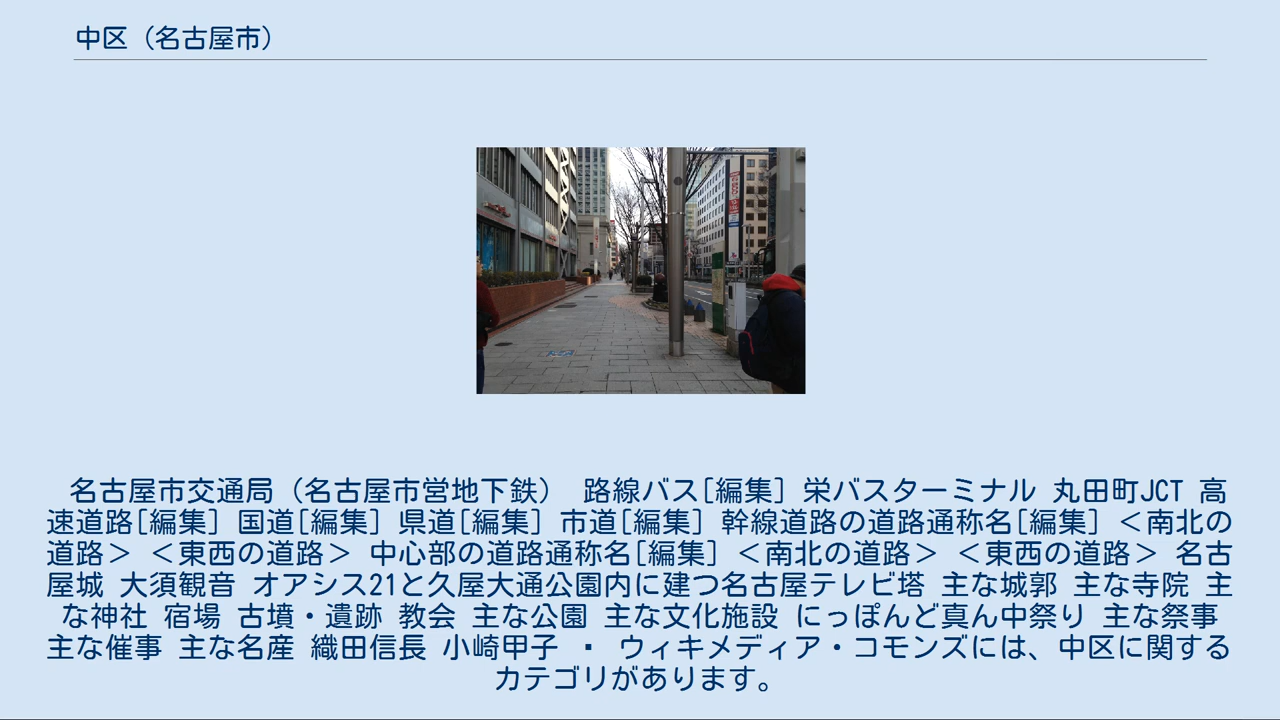 中区（名古屋市）
名古屋市交通局（名古屋市営地下鉄） 路線バス[編集] 栄バスターミナル 丸田町JCT 高
速道路[編集] 国道[編集] 県道[編集] 市道[編集] 幹線道路の道路通称名[編集] ＜南北の
道路＞ ＜東西の道路＞ 中心部の道路通称名[編集] ＜南北の道路＞ ＜東西の道路＞ 名古
屋城 大須観音 オアシス21と久屋大通公園内に建つ名古屋テレビ塔 主な城郭 主な寺院 主
な神社 宿場 古墳・遺跡 教会 主な公園 主な文化施設 にっぽんど真ん中祭り 主な祭事
主な催事 主な名産 織田信長 小崎甲子 ▪ ウィキメディア・コモンズには、中区に関する
カテゴリがあります。